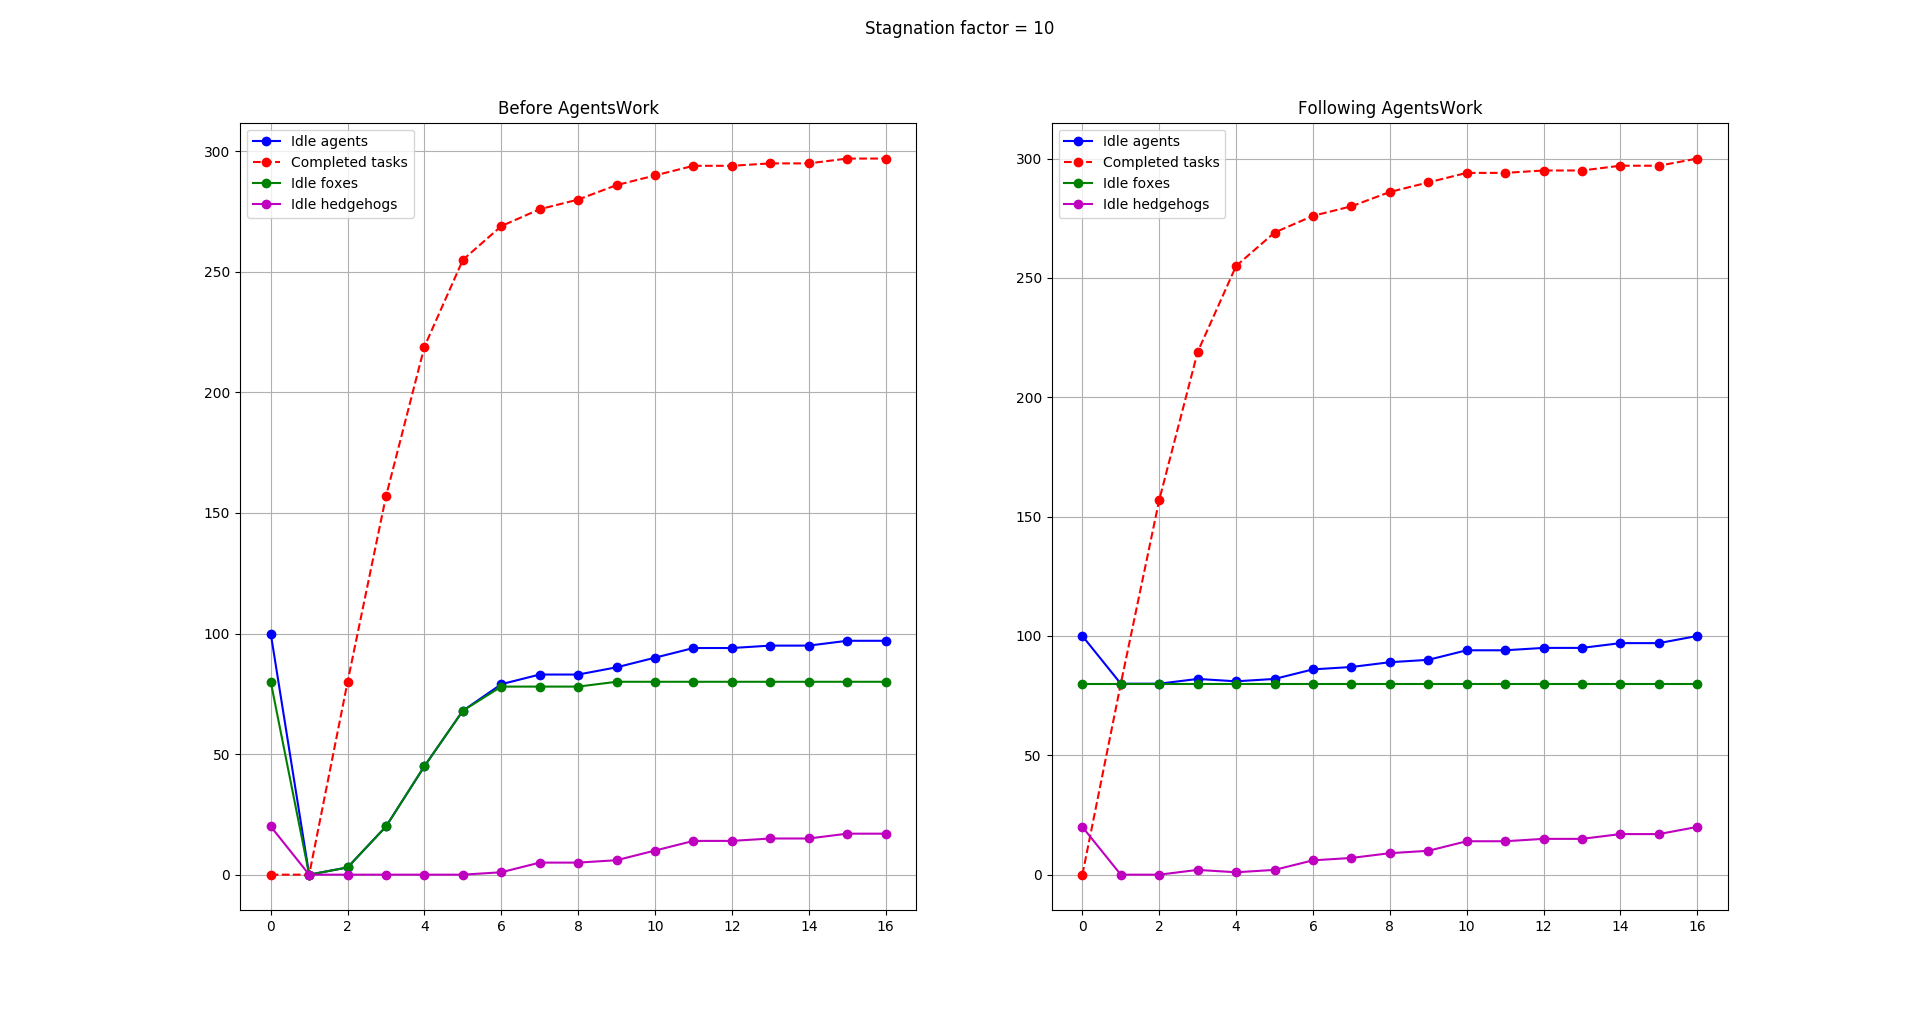 Stagnation factor = 10
Before AgentsWork
Idle agents
Completed tasks
Idle foxes
Idle hedgehogs
300
250
200
150
100
50
0
0 2 4 6 8 10 12 14 16
Following AgentsWork
Idle agents
Completed tasks
Idle foxes
Idle hedgehogs
300
250
200
150
100
50
0
0 2 4 6 8 10 12 14 16